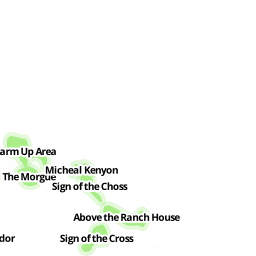 arm Up Area
Micheal Kenyon
The Morgue
Sign of the Choss
Above the Ranch House
dor
Sign of the Cross